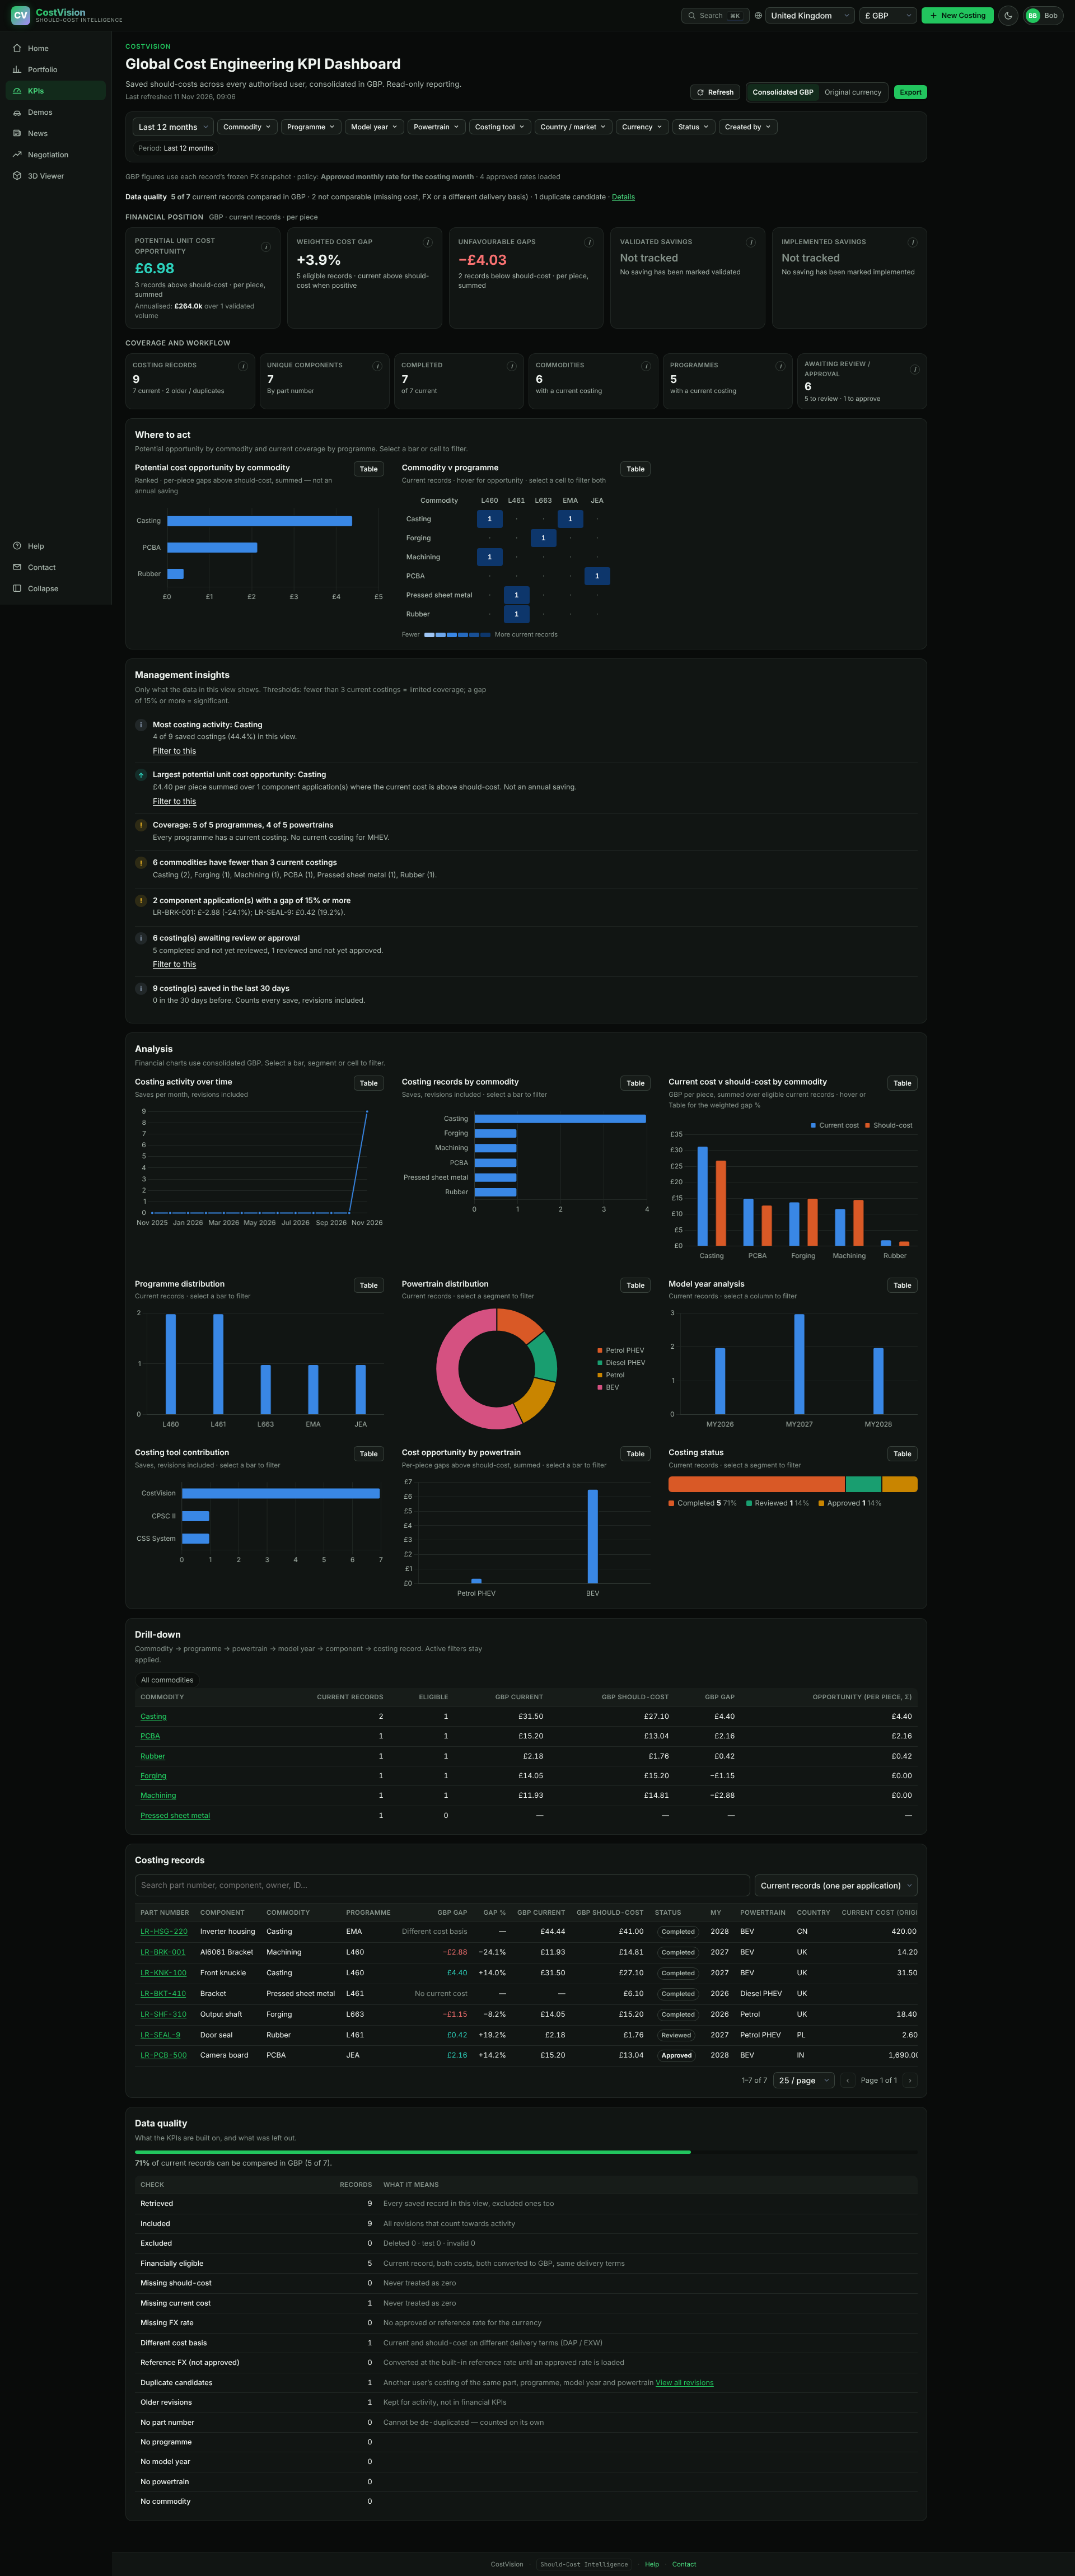 CV
CostVision
SHOULD-COST INTELLIGENCE
Search ⌘K
United Kingdom
£ GBP
+ New Costing
BB
Bob
Home
Portfolio
KPIs
Demos
News
Negotiation
3D Viewer
Help
Contact
Collapse
COSTVISION
Global Cost Engineering KPI Dashboard
Saved should-costs across every authorised user, consolidated in GBP. Read-only reporting.
Last refreshed 11 Nov 2026, 09:06
Refresh
Consolidated GBP
Original currency
Export
Last 12 months
Commodity
Programme
Model year
Powertrain
Costing tool
Country / market
Currency
Status
Created by
Period: Last 12 months
GBP figures use each record's frozen FX snapshot · policy: Approved monthly rate for the costing month · 4 approved rates loaded
Data quality 5 of 7 current records compared in GBP · 2 not comparable (missing cost, FX or a different delivery basis) · 1 duplicate candidate · Details
FINANCIAL POSITION GBP · current records · per piece
POTENTIAL UNIT COST
OPPORTUNITY
i
£6.98
3 records above should-cost · per piece,
summed
Annualised: £264.0k over 1 validated
volume
WEIGHTED COST GAP
i
+3.9%
5 eligible records · current above should-
cost when positive
UNFAVOURABLE GAPS
i
−£4.03
2 records below should-cost · per piece,
summed
VALIDATED SAVINGS
i
Not tracked
No saving has been marked validated
IMPLEMENTED SAVINGS
i
Not tracked
No saving has been marked implemented
COVERAGE AND WORKFLOW
COSTING RECORDS
i
9
7 current · 2 older / duplicates
UNIQUE COMPONENTS
i
7
By part number
COMPLETED
i
7
of 7 current
COMMODITIES
i
6
with a current costing
PROGRAMMES
i
5
with a current costing
AWAITING REVIEW /
APPROVAL
i
6
5 to review · 1 to approve
Where to act
Potential opportunity by commodity and current coverage by programme. Select a bar or cell to filter.
Potential cost opportunity by commodity
Table
Ranked · per-piece gaps above should-cost, summed — not an
annual saving
Casting
PCBA
Rubber
£0 £1 £2 £3 £4 £5
Commodity v programme
Table
Current records · hover for opportunity · select a cell to filter both
Commodity L460 L461 L663 EMA JEA
Casting 1 · · 1 ·
Forging · · 1 · ·
Machining 1 · · · ·
PCBA · · · · 1
Pressed sheet metal · 1 · · ·
Rubber · 1 · · ·
Fewer More current records
Management insights
Only what the data in this view shows. Thresholds: fewer than 3 current costings = limited coverage; a gap
of 15% or more = significant.
i
Most costing activity: Casting
4 of 9 saved costings (44.4%) in this view.
Filter to this
↑
Largest potential unit cost opportunity: Casting
£4.40 per piece summed over 1 component application(s) where the current cost is above should-cost. Not an annual saving.
Filter to this
!
Coverage: 5 of 5 programmes, 4 of 5 powertrains
Every programme has a current costing. No current costing for MHEV.
!
6 commodities have fewer than 3 current costings
Casting (2), Forging (1), Machining (1), PCBA (1), Pressed sheet metal (1), Rubber (1).
!
2 component application(s) with a gap of 15% or more
LR-BRK-001: £-2.88 (-24.1%); LR-SEAL-9: £0.42 (19.2%).
i
6 costing(s) awaiting review or approval
5 completed and not yet reviewed, 1 reviewed and not yet approved.
Filter to this
i
9 costing(s) saved in the last 30 days
0 in the 30 days before. Counts every save, revisions included.
Analysis
Financial charts use consolidated GBP. Select a bar, segment or cell to filter.
Costing activity over time
Table
Saves per month, revisions included
9
8
7
6
5
4
3
2
1
0
Nov 2025 Jan 2026 Mar 2026 May 2026 Jul 2026 Sep 2026 Nov 2026
Costing records by commodity
Table
Saves, revisions included · select a bar to filter
Casting
Forging
Machining
PCBA
Pressed sheet metal
Rubber
0 1 2 3 4
Current cost v should-cost by commodity
Table
GBP per piece, summed over eligible current records · hover or
Table for the weighted gap %
Current cost Should-cost
£35
£30
£25
£20
£15
£10
£5
£0
Casting PCBA Forging Machining Rubber
Programme distribution
Table
Current records · select a bar to filter
2
1
0
L460 L461 L663 EMA JEA
Powertrain distribution
Table
Current records · select a segment to filter
Petrol PHEV
Diesel PHEV
Petrol
BEV
Model year analysis
Table
Current records · select a column to filter
3
2
1
0
MY2026 MY2027 MY2028
Costing tool contribution
Table
Saves, revisions included · select a bar to filter
CostVision
CPSC II
CSS System
0 1 2 3 4 5 6 7
Cost opportunity by powertrain
Table
Per-piece gaps above should-cost, summed · select a bar to filter
£7
£6
£5
£4
£3
£2
£1
£0
Petrol PHEV BEV
Costing status
Table
Current records · select a segment to filter
Completed 5 71% Reviewed 1 14% Approved 1 14%
Drill-down
Commodity → programme → powertrain → model year → component → costing record. Active filters stay
applied.
All commodities
COMMODITY CURRENT RECORDS ELIGIBLE GBP CURRENT GBP SHOULD-COST GBP GAP OPPORTUNITY (PER PIECE, Σ)
Casting 2 1 £31.50 £27.10 £4.40 £4.40
PCBA 1 1 £15.20 £13.04 £2.16 £2.16
Rubber 1 1 £2.18 £1.76 £0.42 £0.42
Forging 1 1 £14.05 £15.20 −£1.15 £0.00
Machining 1 1 £11.93 £14.81 −£2.88 £0.00
Pressed sheet metal 1 0 — — — —
Costing records
Search part number, component, owner, ID...
Current records (one per application)
PART NUMBER COMPONENT COMMODITY PROGRAMME GBP GAP GAP % GBP CURRENT GBP SHOULD-COST STATUS MY POWERTRAIN COUNTRY CURRENT COST (ORIGI
LR-HSG-220 Inverter housing Casting EMA Different cost basis — £44.44 £41.00 Completed 2028 BEV CN 420.00
LR-BRK-001 Al6061 Bracket Machining L460 −£2.88 −24.1% £11.93 £14.81 Completed 2027 BEV UK 14.20
LR-KNK-100 Front knuckle Casting L460 £4.40 +14.0% £31.50 £27.10 Completed 2027 BEV UK 31.50
LR-BKT-410 Bracket Pressed sheet metal L461 No current cost — — £6.10 Completed 2026 Diesel PHEV UK
LR-SHF-310 Output shaft Forging L663 −£1.15 −8.2% £14.05 £15.20 Completed 2026 Petrol UK 18.40
LR-SEAL-9 Door seal Rubber L461 £0.42 +19.2% £2.18 £1.76 Reviewed 2027 Petrol PHEV PL 2.60
LR-PCB-500 Camera board PCBA JEA £2.16 +14.2% £15.20 £13.04 Approved 2028 BEV IN 1,690.00
1–7 of 7
25 / page
‹ Page 1 of 1 ›
Data quality
What the KPIs are built on, and what was left out.
71% of current records can be compared in GBP (5 of 7).
CHECK RECORDS WHAT IT MEANS
Retrieved 9 Every saved record in this view, excluded ones too
Included 9 All revisions that count towards activity
Excluded 0 Deleted 0 · test 0 · invalid 0
Financially eligible 5 Current record, both costs, both converted to GBP, same delivery terms
Missing should-cost 0 Never treated as zero
Missing current cost 1 Never treated as zero
Missing FX rate 0 No approved or reference rate for the currency
Different cost basis 1 Current and should-cost on different delivery terms (DAP / EXW)
Reference FX (not approved) 0 Converted at the built-in reference rate until an approved rate is loaded
Duplicate candidates 1 Another user's costing of the same part, programme, model year and powertrain View all revisions
Older revisions 1 Kept for activity, not in financial KPIs
No part number 0 Cannot be de-duplicated — counted on its own
No programme 0
No model year 0
No powertrain 0
No commodity 0
CostVision · Should-Cost Intelligence · Help · Contact